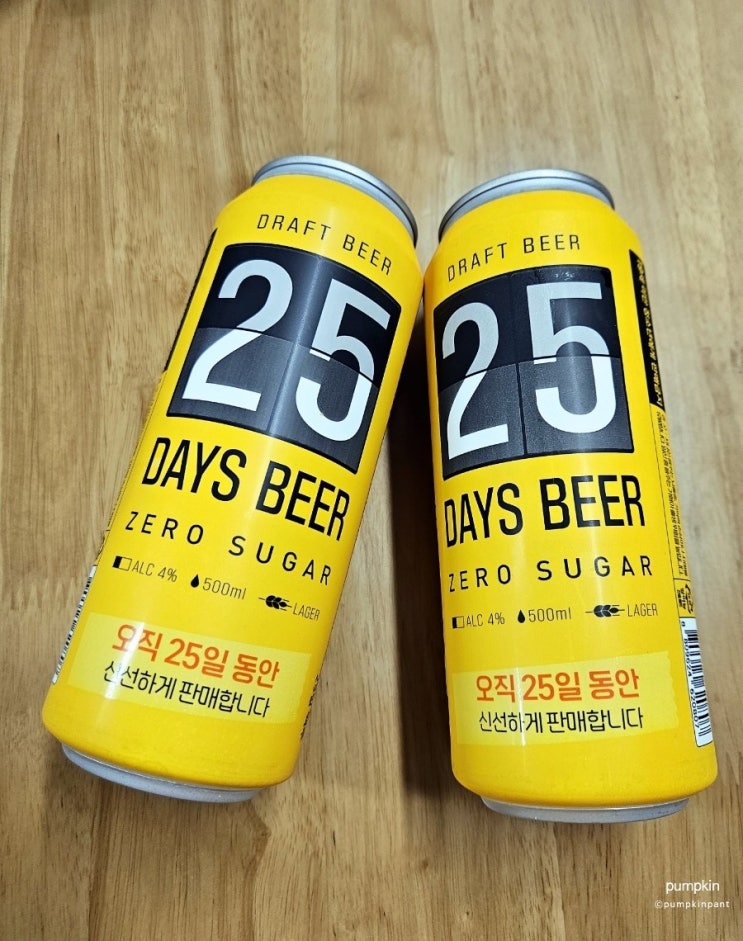 DRAFT BEER
25
DAYS BEER
ZERO SUGAR
ALC 4% 500ml LAGER
오직 25일 동안
신선하게 판매합니다
DRAFT BEER
25
DAYS BEER
ZERO SUGAR
ALC 4% 500ml LAGER
오직 25일 동안
신선하게 판매합니다
pumpkin
©pumpkinpant